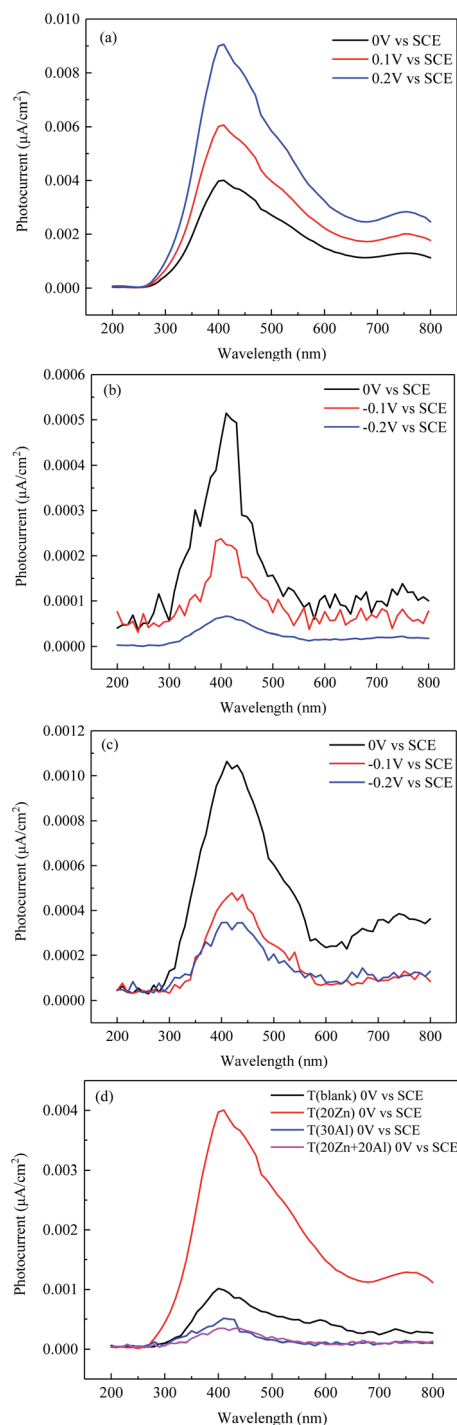 (a)
0V vs SCE
0.1V vs SCE
0.2V vs SCE
0.010
0.008
0.006
0.004
0.002
0.000
Photocurrent (μA/cm²)
200 300 400 500 600 700 800
Wavelength (nm)
(b)
0V vs SCE
-0.1V vs SCE
-0.2V vs SCE
0.0006
0.0005
0.0004
0.0003
0.0002
0.0001
0.0000
Photocurrent (μA/cm²)
200 300 400 500 600 700 800
Wavelength (nm)
(c)
0V vs SCE
-0.1V vs SCE
-0.2V vs SCE
0.0012
0.0010
0.0008
0.0006
0.0004
0.0002
0.0000
Photocurrent (μA/cm²)
200 300 400 500 600 700 800
Wavelength (nm)
(d)
T(blank) 0V vs SCE
T(20Zn) 0V vs SCE
T(30Al) 0V vs SCE
T(20Zn+20Al) 0V vs SCE
0.004
0.003
0.002
0.001
0.000
Photocurrent (μA/cm²)
200 300 400 500 600 700 800
Wavelength (nm)